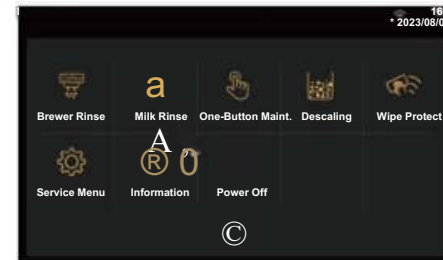 16
* 2023/08/0
a
Brewer Rinse Milk Rinse One-Button Maint. Descaling Wipe Protect
A
® 0
Service Menu Information Power Off
©